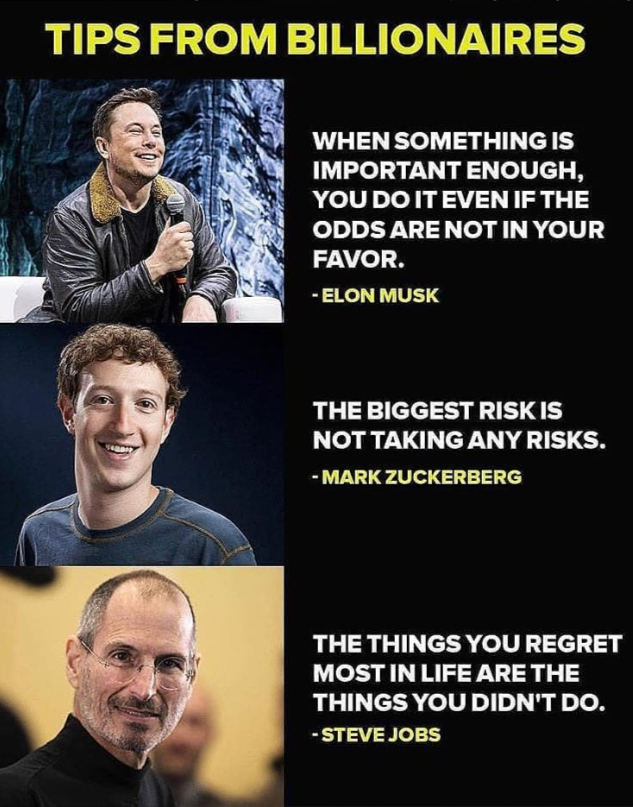 TIPS FROM BILLIONAIRES
WHEN SOMETHING IS
IMPORTANT ENOUGH,
YOU DO IT EVEN IF THE
ODDS ARE NOT IN YOUR
FAVOR.
- ELON MUSK
THE BIGGEST RISK IS
NOT TAKING ANY RISKS.
- MARK ZUCKERBERG
THE THINGS YOU REGRET
MOST IN LIFE ARE THE
THINGS YOU DIDN'T DO.
- STEVE JOBS